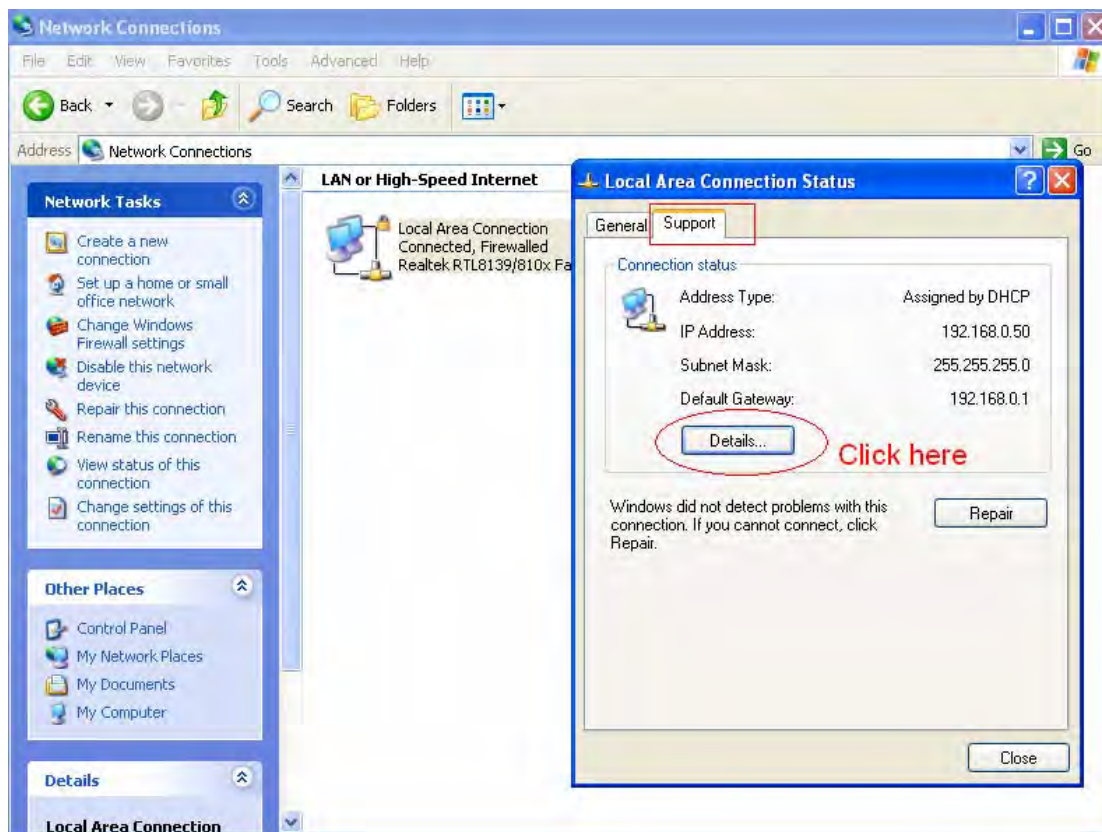 Network Connections
File Edit View Favorites Tools Advanced Help
Back Search Folders
Address Network Connections Go
Network Tasks
Create a new
connection
Set up a home or small
office network
Change Windows
Firewall settings
Disable this network
device
Repair this connection
Rename this connection
View status of this
connection
Change settings of this
connection
Other Places
Control Panel
My Network Places
My Documents
My Computer
Details
Local Area Connection
LAN or High-Speed Internet
Local Area Connection
Connected, Firewalled
Realtek RTL8139/810x Fa
Local Area Connection Status
General Support
Connection status
Address Type: Assigned by DHCP
IP Address: 192.168.0.50
Subnet Mask: 255.255.255.0
Default Gateway: 192.168.0.1
Details...
Click here
Windows did not detect problems with this
connection. If you cannot connect, click
Repair.
Repair
Close